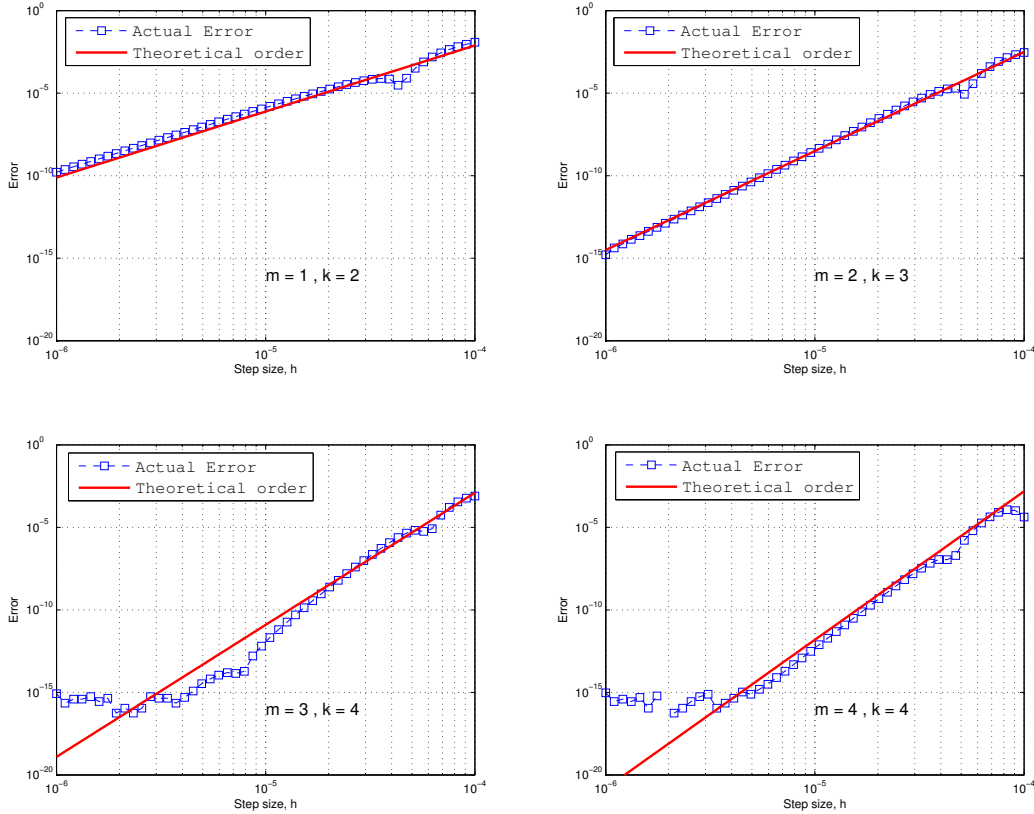 10^0
10^-5
10^-10
10^-15
10^-20
Error
Actual Error
Theoretical order
m = 1 , k = 2
10^-6
10^-5
10^-4
Step size, h
10^0
10^-5
10^-10
10^-15
10^-20
Error
Actual Error
Theoretical order
m = 2 , k = 3
10^-6
10^-5
10^-4
Step size, h
10^0
10^-5
10^-10
10^-15
10^-20
Error
Actual Error
Theoretical order
m = 3 , k = 4
10^-6
10^-5
10^-4
Step size, h
10^0
10^-5
10^-10
10^-15
10^-20
Error
Actual Error
Theoretical order
m = 4 , k = 4
10^-6
10^-5
10^-4
Step size, h